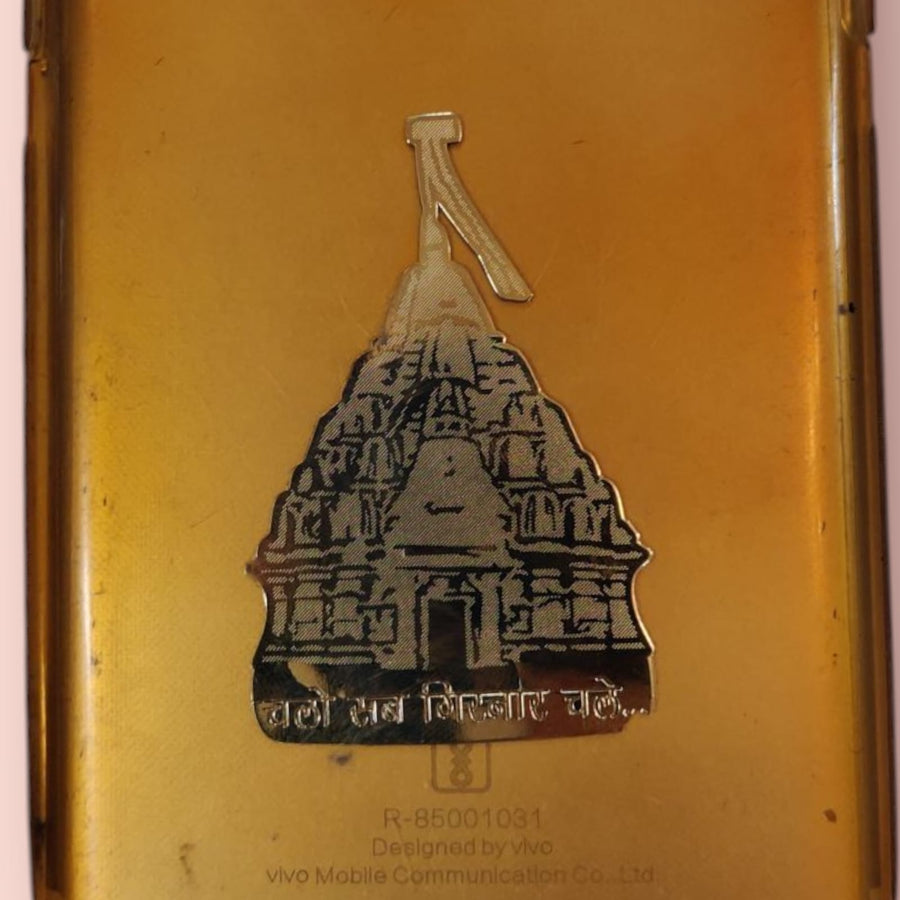 चलो सब गिरनार चले...
R-85001031
Designed by vivo
vivo Mobile Communication Co., Ltd.